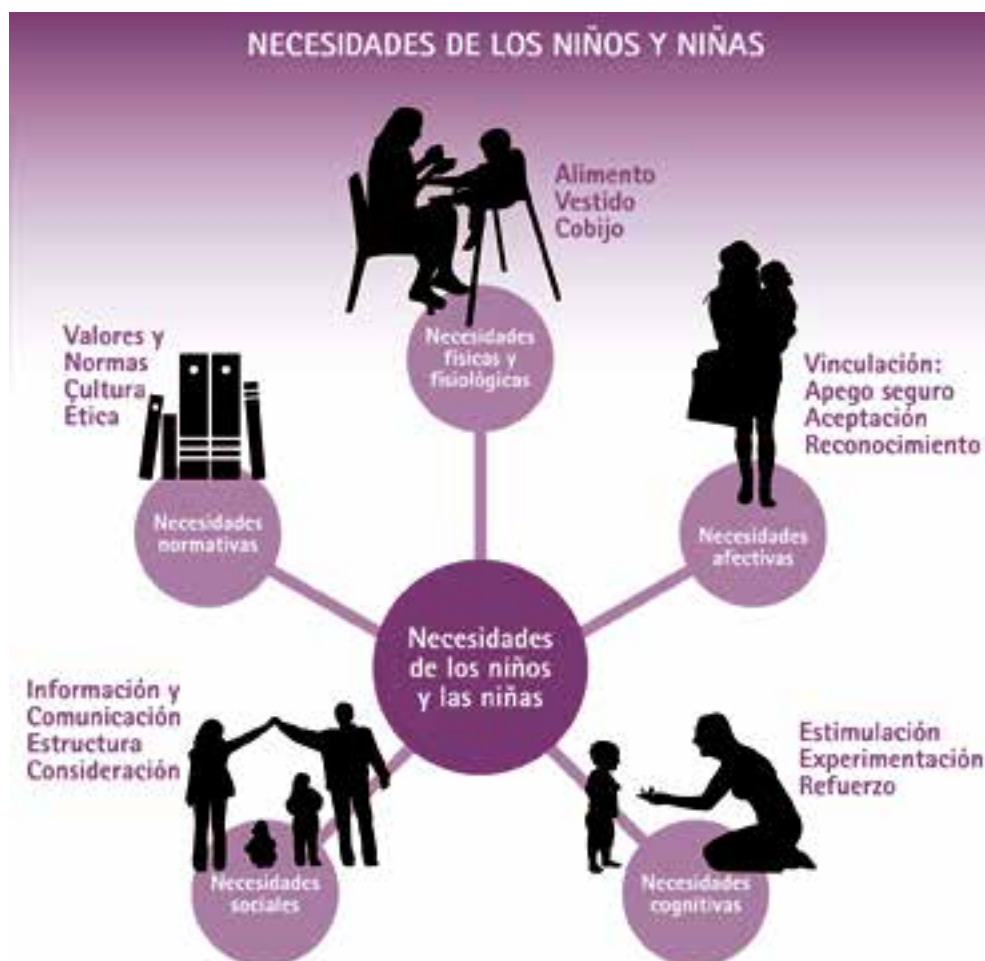 NECESIDADES DE LOS NIÑOS Y NIÑAS
Alimento
Vestido
Cobijo
Necesidades
físicas y
fisiológicas
Valores y
Normas
Cultura
Etica
Necesidades
normativas
Vinculación:
Apego seguro
Aceptación
Reconocimiento
Necesidades
afectivas
Necesidades
de los niños
y las niñas
Información y
Comunicación
Estructura
Consideración
Necesidades
sociales
Estimulación
Experimentación
Refuerzo
Necesidades
cognitivas